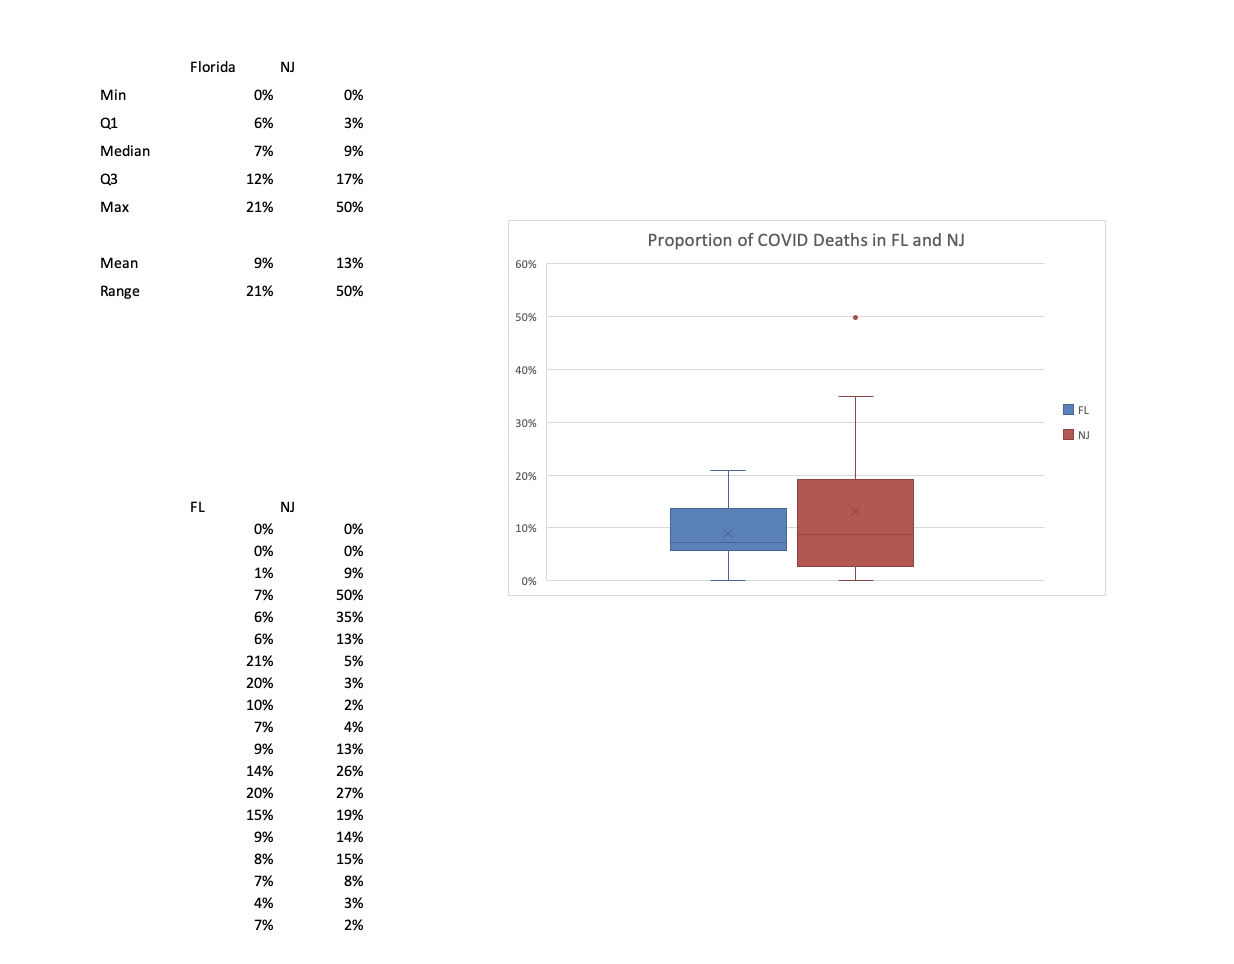 Florida NJ
Min 0% 0%
Q1 6% 3%
Median 7% 9%
Q3 12% 17%
Max 21% 50%
Mean 9% 13%
Range 21% 50%
Proportion of COVID Deaths in FL and NJ
60%
50%
40%
30%
20%
10%
0%
FL
NJ
FL NJ
0% 0%
0% 0%
1% 9%
7% 50%
6% 35%
6% 13%
21% 5%
20% 3%
10% 2%
7% 4%
9% 13%
14% 26%
20% 27%
15% 19%
9% 14%
8% 15%
7% 8%
4% 3%
7% 2%